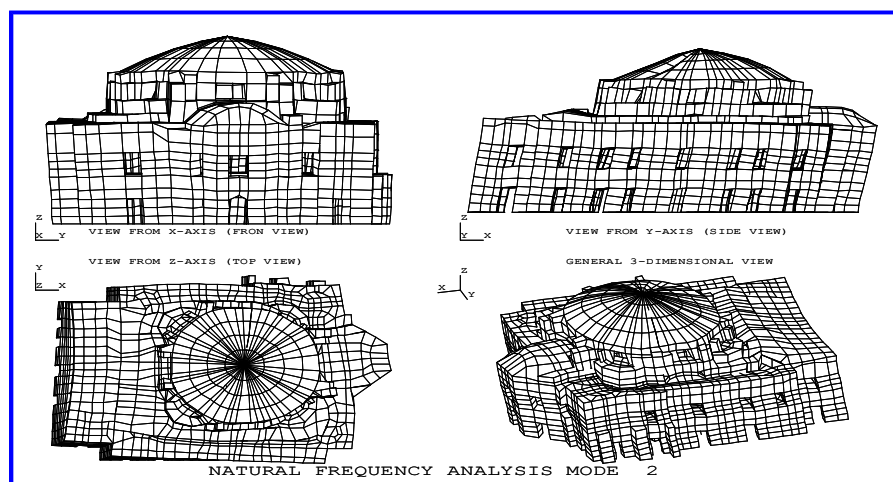 Z
X Y
VIEW FROM X-AXIS (FRON VIEW)
Z
Y X
VIEW FROM Y-AXIS (SIDE VIEW)
Y
Z X
VIEW FROM Z-AXIS (TOP VIEW)
GENERAL 3-DIMENSIONAL VIEW
Z
X
Y
NATURAL FREQUENCY ANALYSIS MODE 2